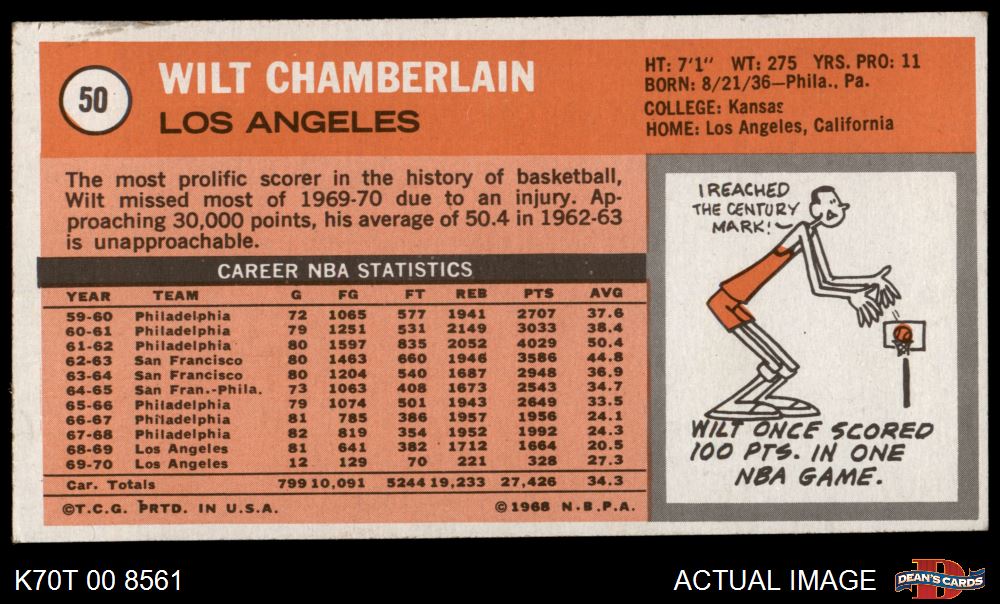 50
WILT CHAMBERLAIN
LOS ANGELES
HT: 7'1" WT: 275 YRS. PRO: 11
BORN: 8/21/36—Phila., Pa.
COLLEGE: Kansas
HOME: Los Angeles, California
The most prolific scorer in the history of basketball,
Wilt missed most of 1969-70 due to an injury. Ap-
proaching 30,000 points, his average of 50.4 in 1962-63
is unapproachable.
CAREER NBA STATISTICS
YEAR TEAM G FG FT REB PTS AVG
59-60 Philadelphia 72 1065 577 1941 2707 37.6
60-61 Philadelphia 79 1251 531 2149 3033 38.4
61-62 Philadelphia 80 1597 835 2052 4029 50.4
62-63 San Francisco 80 1463 660 1946 3586 44.8
63-64 San Francisco 80 1204 540 1687 2948 36.9
64-65 San Fran.-Phila. 73 1063 408 1673 2543 34.7
65-66 Philadelphia 79 1074 501 1943 2649 33.5
66-67 Philadelphia 81 785 386 1957 1956 24.1
67-68 Philadelphia 82 819 354 1952 1992 24.3
68-69 Los Angeles 81 641 382 1712 1664 20.5
69-70 Los Angeles 12 129 70 221 328 27.3
Car. Totals 799 10,091 5244 19,233 27,426 34.3
©T.C.G. PRTD. IN U.S.A. ©1968 N.B.P.A.
I REACHED
THE CENTURY
MARK!
WILT ONCE SCORED
100 PTS. IN ONE
NBA GAME.
K70T 00 8561
ACTUAL IMAGE
D
DEAN'S CARDS